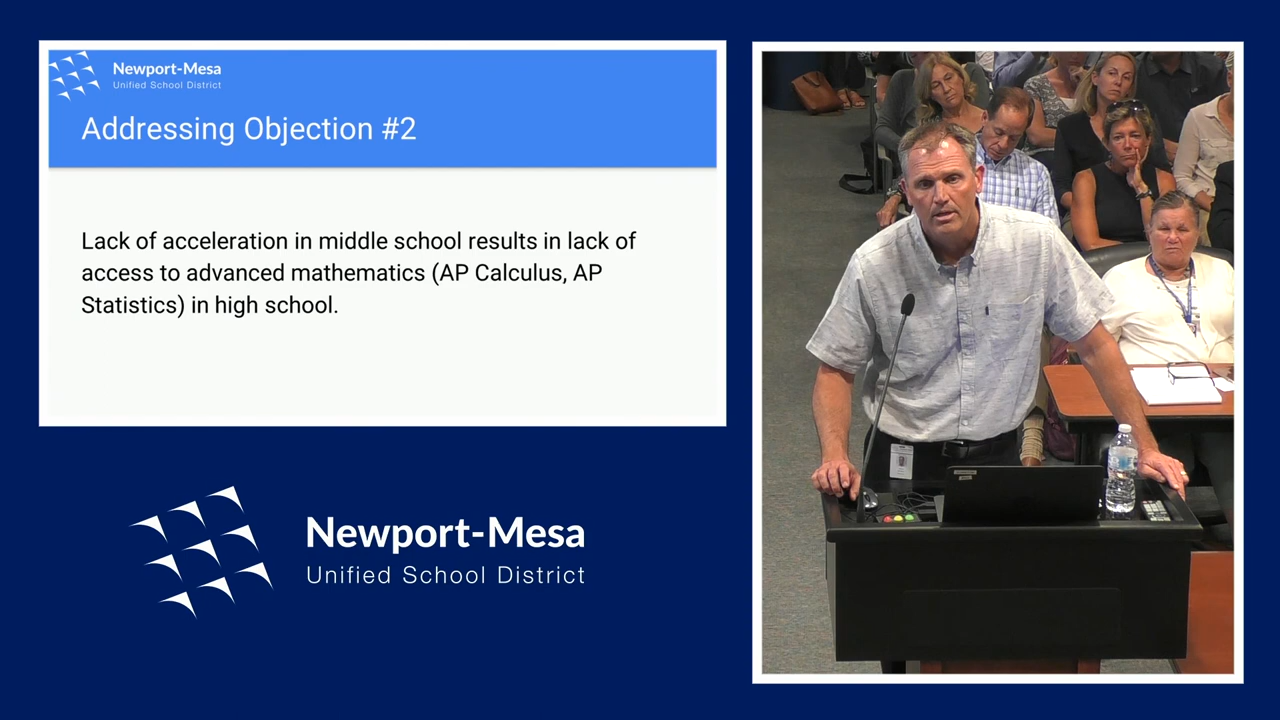 Newport-Mesa
Unified School District
Addressing Objection #2
Lack of acceleration in middle school results in lack of
access to advanced mathematics (AP Calculus, AP
Statistics) in high school.
Newport-Mesa
Unified School District